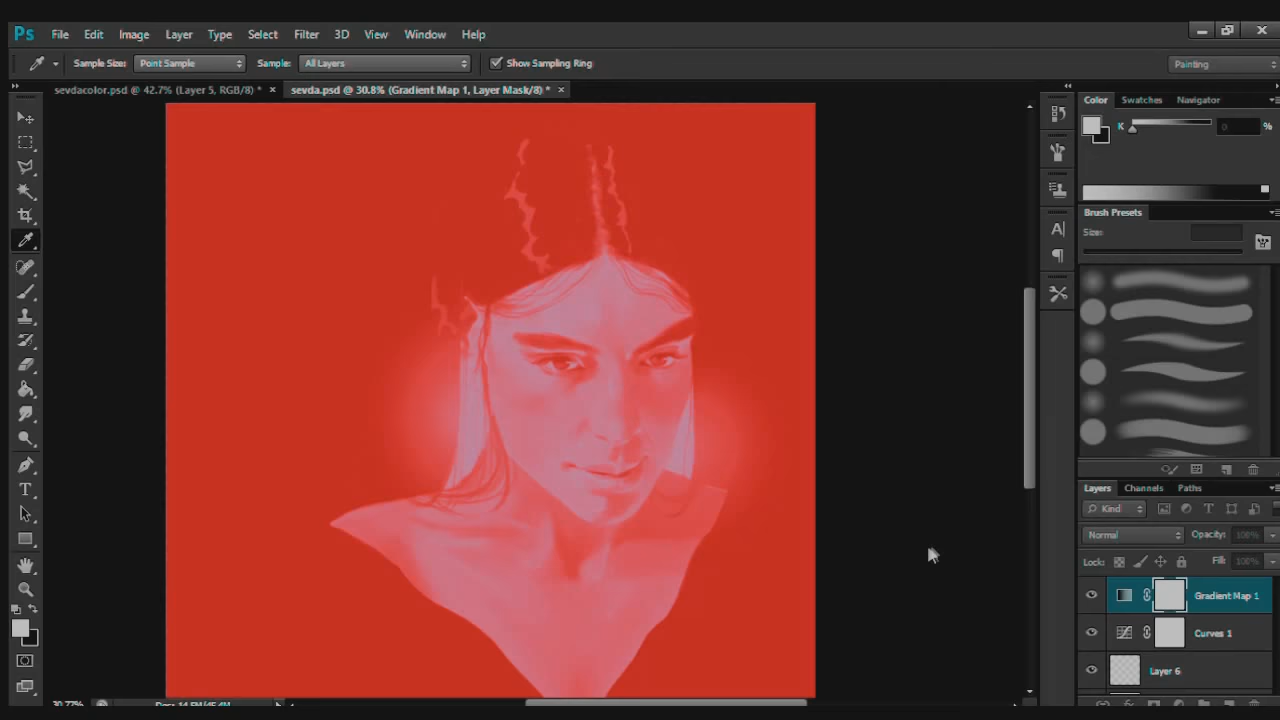 Ps File Edit Image Layer Type Select Filter 3D View Window Help
Sample Size: Point Sample Sample: All Layers Show Sampling Ring Painting
sevdacolor.psd @ 42.7% (Layer 5, RGB/8) * × sevda.psd @ 30.8% (Gradient Map 1, Layer Mask/8) * ×
Color Swatches Navigator
K 0 %
Brush Presets
Size:
Layers Channels Paths
Kind
Normal Opacity: 100%
Lock: Fill: 100%
Gradient Map 1
Curves 1
Layer 6